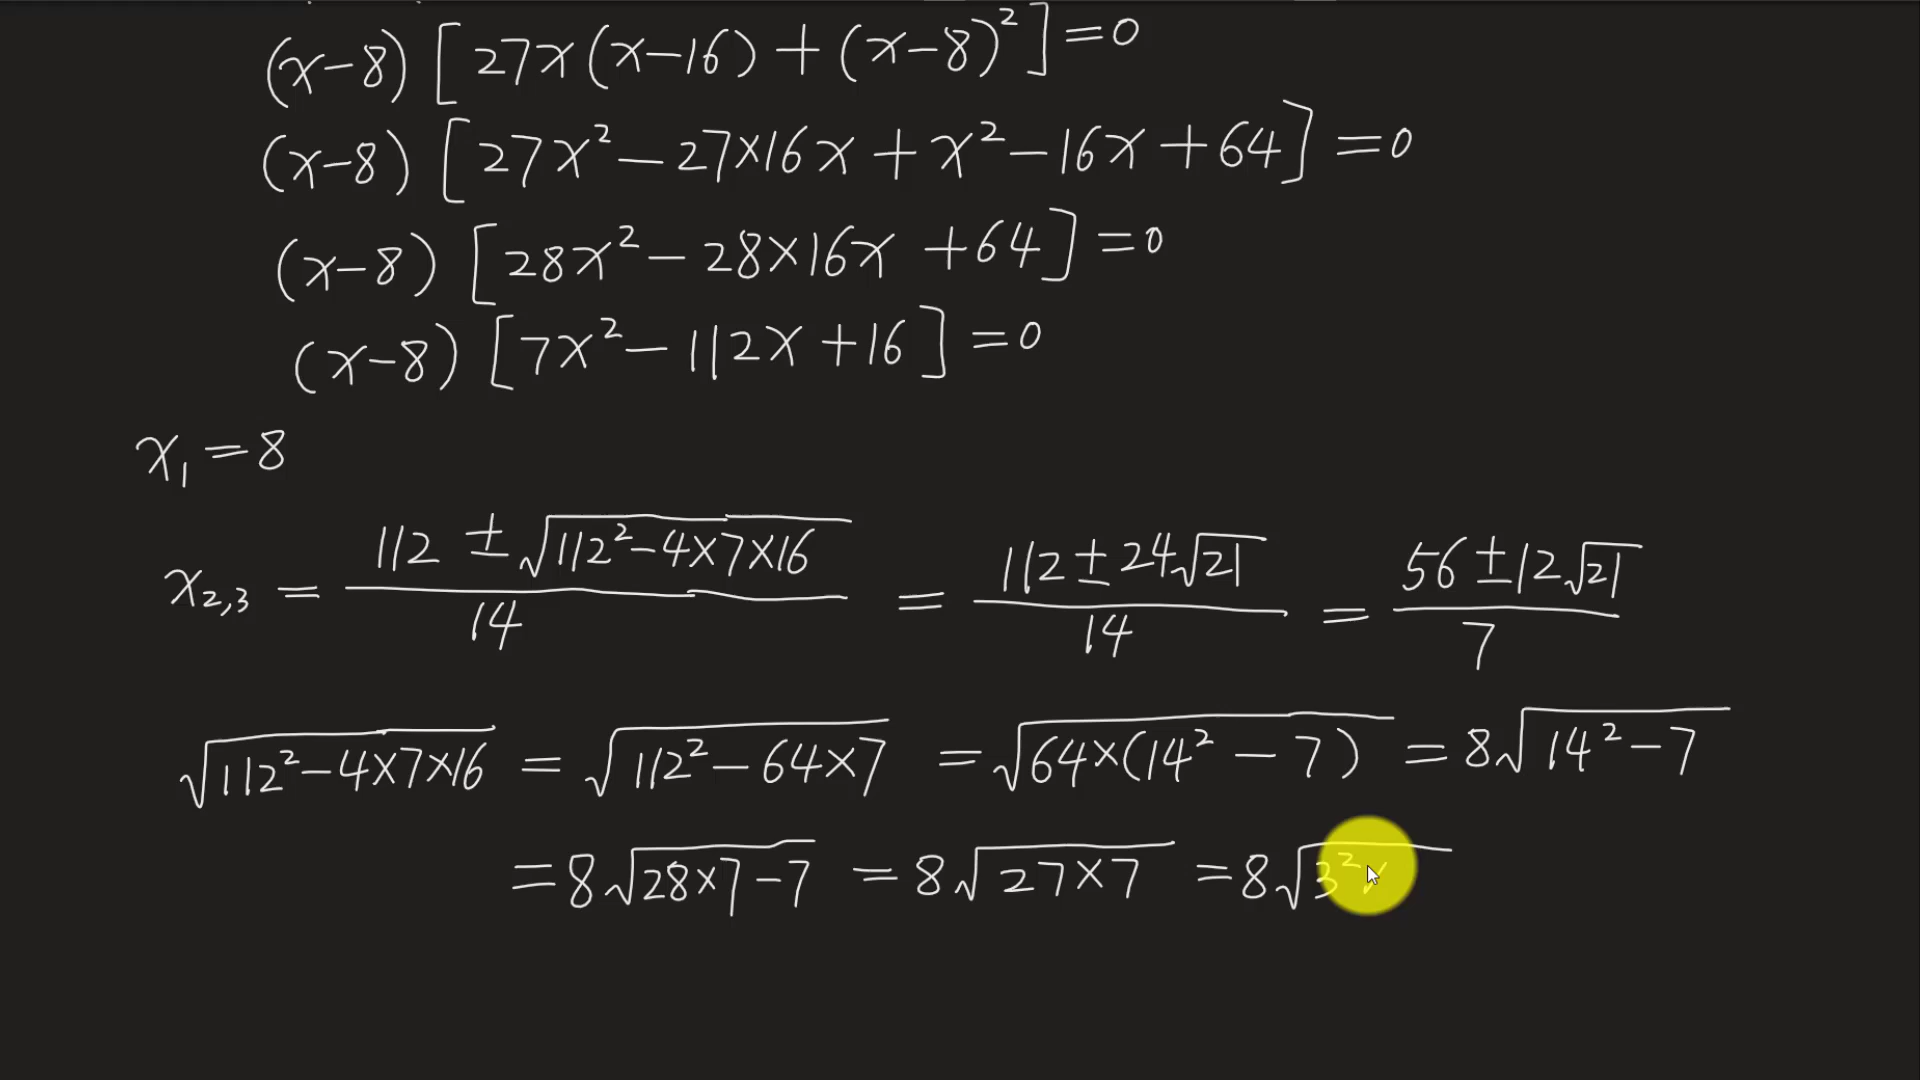 (x-8) [27x(x-16) + (x-8)²] = 0
(x-8) [27x² - 27×16x + x² - 16x + 64] = 0
(x-8) [28x² - 28×16x + 64] = 0
(x-8) [7x² - 112x + 16] = 0
x₁ = 8
x₂,₃ = (112 ± √(112² - 4×7×16))/14 = (112 ± 24√21)/14 = (56 ± 12√21)/7
√(112² - 4×7×16) = √(112² - 64×7) = √(64×(14² - 7)) = 8√(14² - 7)
= 8√(28×7 - 7) = 8√(27×7) = 8√(3²×